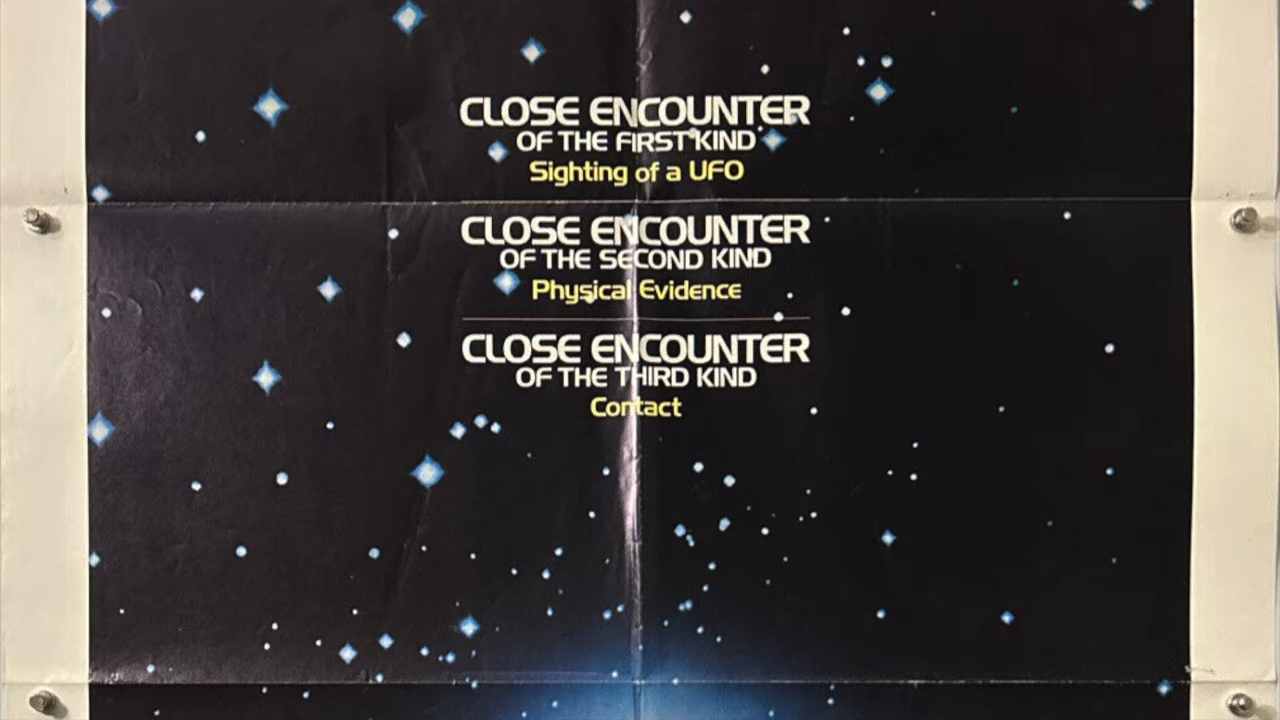 CLOSE ENCOUNTER
OF THE FIRST KIND
Sighting of a UFO
CLOSE ENCOUNTER
OF THE SECOND KIND
Physical Evidence
CLOSE ENCOUNTER
OF THE THIRD KIND
Contact